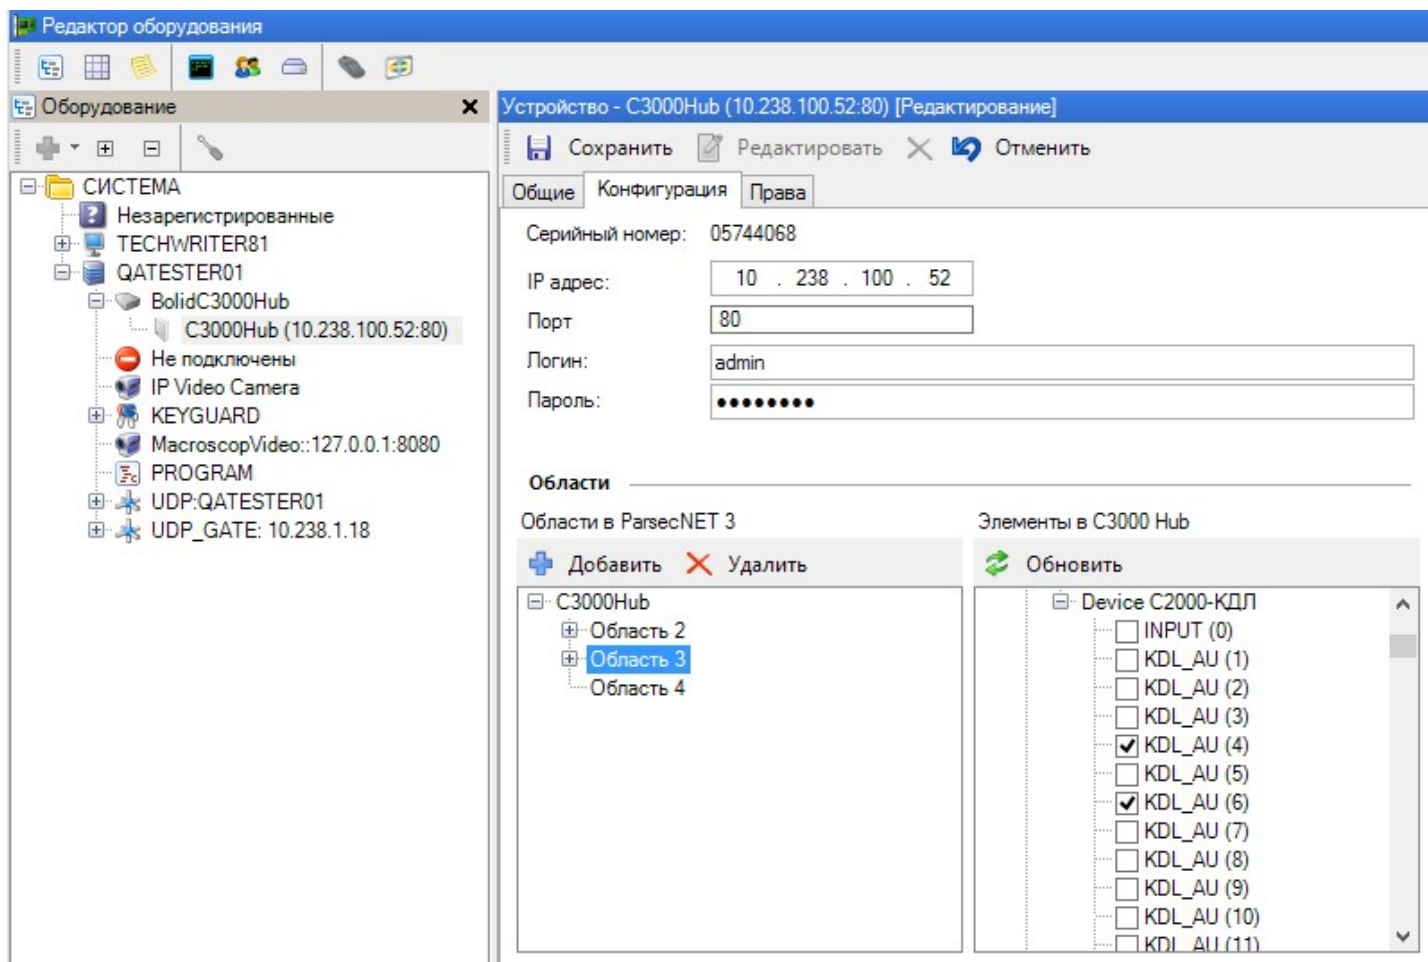 Редактор оборудования
Оборудование
СИСТЕМА
Незарегистрированные
TECHWRITER81
QATESTER01
BolidC3000Hub
C3000Hub (10.238.100.52:80)
Не подключены
IP Video Camera
KEYGUARD
MacroscopVideo::127.0.0.1:8080
PROGRAM
UDP:QATESTER01
UDP_GATE: 10.238.1.18
Устройство - C3000Hub (10.238.100.52:80) [Редактирование]
Сохранить Редактировать Отменить
Общие Конфигурация Права
Серийный номер: 05744068
IP адрес: 10 . 238 . 100 . 52
Порт 80
Логин: admin
Пароль: ●●●●●●●●
Области
Области в ParsecNET 3
Добавить Удалить
C3000Hub
Область 2
Область 3
Область 4
Элементы в C3000 Hub
Обновить
Device С2000-КДЛ
INPUT (0)
KDL_AU (1)
KDL_AU (2)
KDL_AU (3)
KDL_AU (4)
KDL_AU (5)
KDL_AU (6)
KDL_AU (7)
KDL_AU (8)
KDL_AU (9)
KDL_AU (10)
KDL_AU (11)